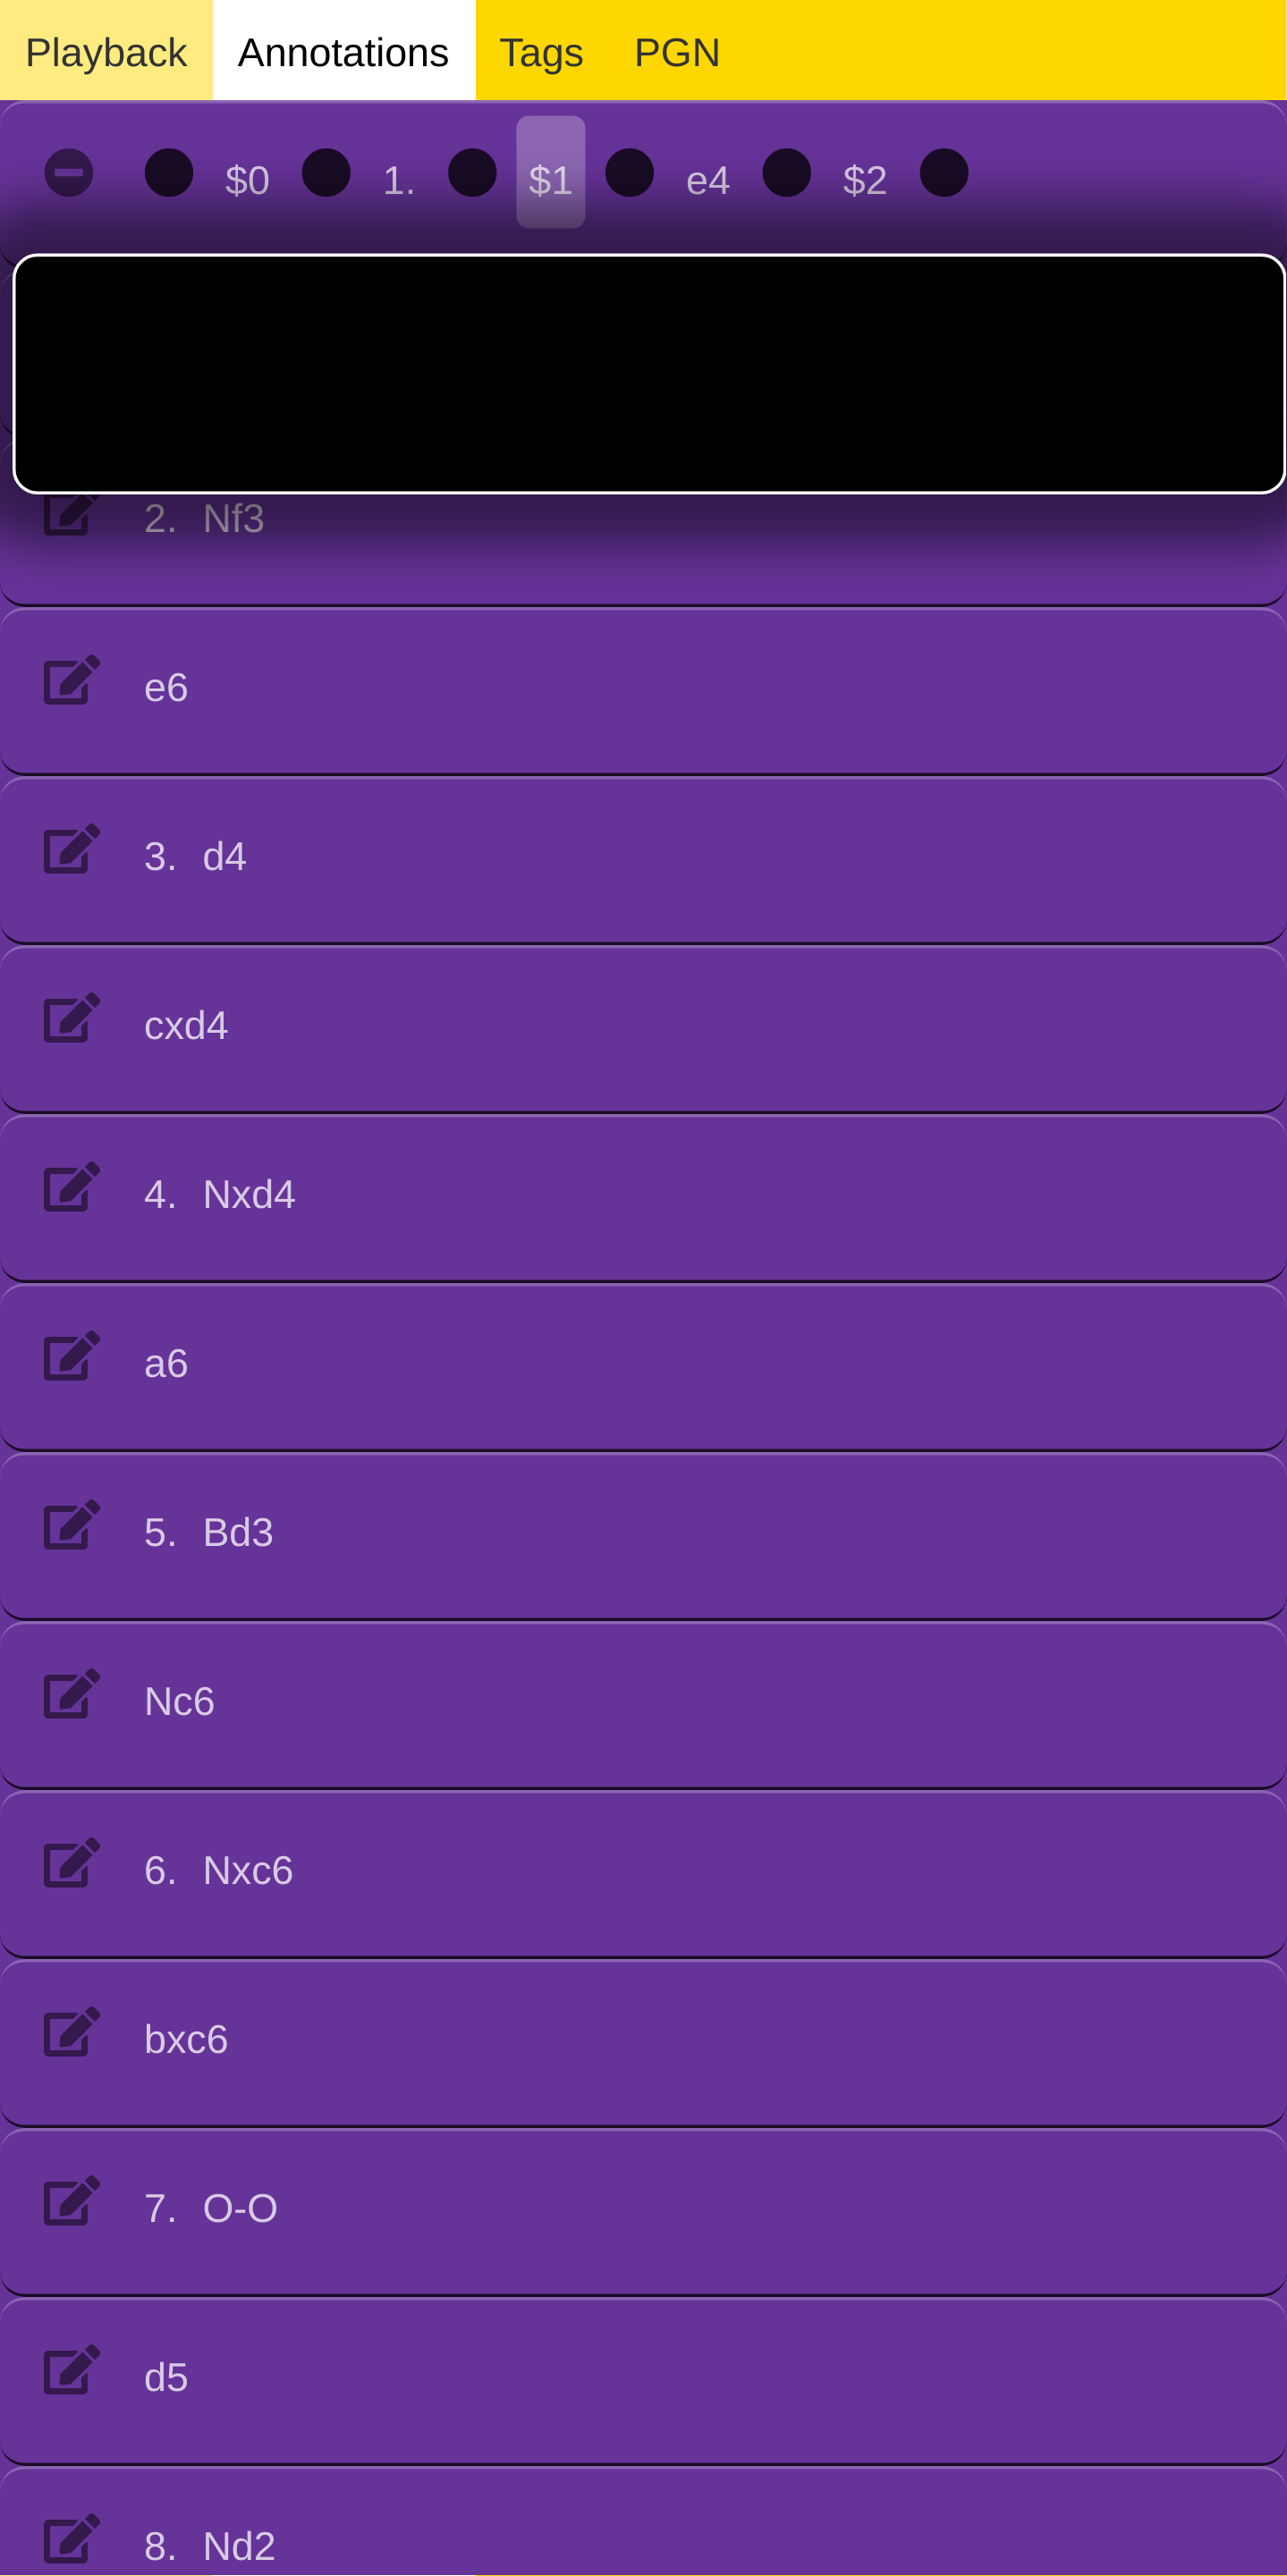 Playback Annotations Tags PGN
$0 1. $1 e4 $2
2. Nf3
e6
3. d4
cxd4
4. Nxd4
a6
5. Bd3
Nc6
6. Nxc6
bxc6
7. O-O
d5
8. Nd2